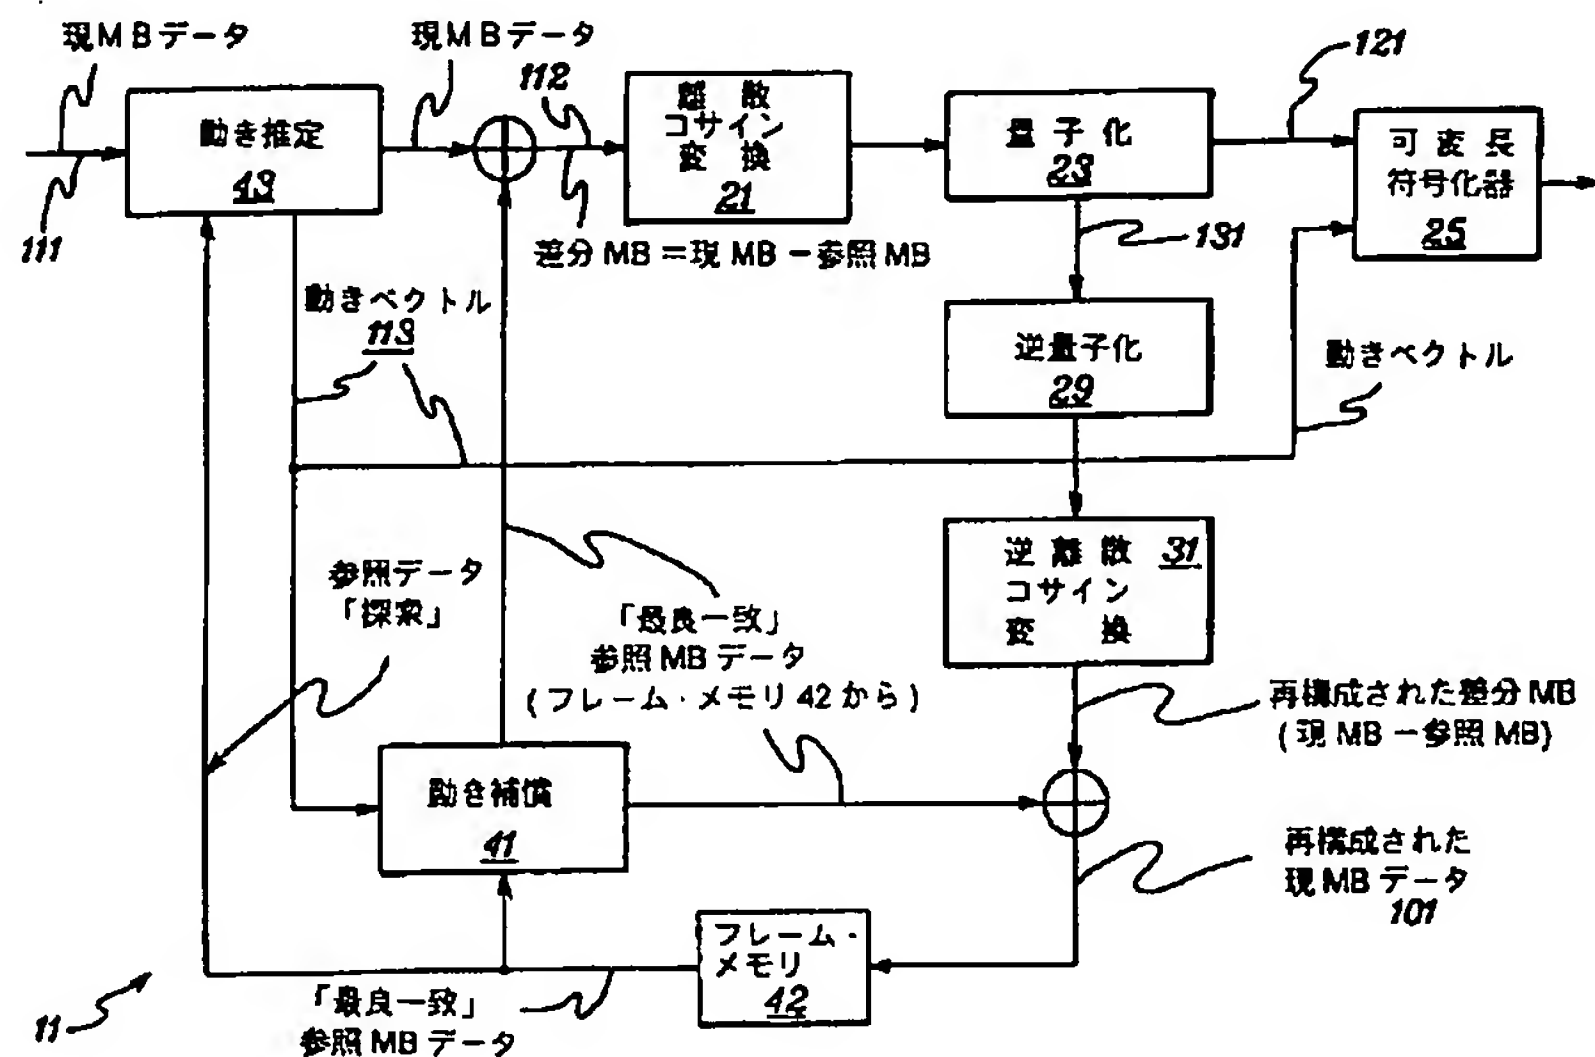 現MBデータ
現MBデータ
112
121
111
動き推定
43
離散
コサイン
変換
21
量子化
23
可変長
符号化器
25
差分MB=現MB-参照MB
131
動きベクトル
113
逆量子化
29
動きベクトル
参照データ
「探索」
「最良一致」
参照MBデータ
(フレーム・メモリ42から)
逆離散 31
コサイン
変換
再構成された差分MB
(現MB-参照MB)
動き補償
41
再構成された
現MBデータ
101
フレーム・
メモリ
42
「最良一致」
参照MBデータ
11